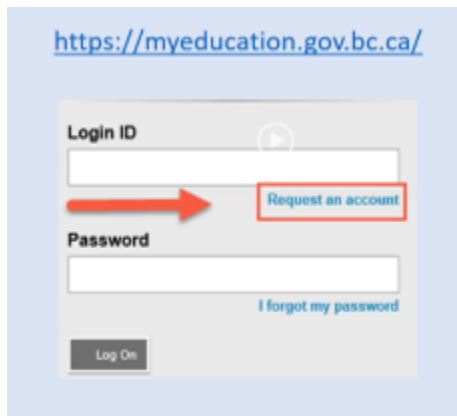 https://myeducation.gov.bc.ca/
Login ID
Request an account
Password
I forgot my password
Log On